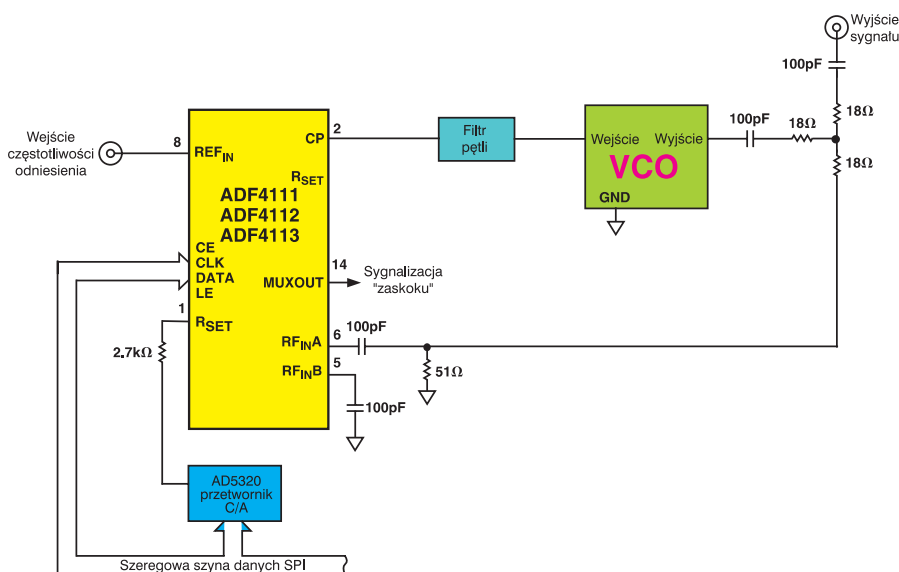 Wyjście
sygnału
100pF
18Ω
100pF
18Ω
18Ω
Wejście
częstotliwości
odniesienia
8
REFIN
CP
2
RSET
ADF4111
ADF4112
ADF4113
Filtr
pętli
Wejście
Wyjście
VCO
GND
CE
CLK
DATA
LE
MUXOUT
14
Sygnalizacja
"zaskoku"
1
RSET
2.7kΩ
RFINA
6
100pF
51Ω
RFINB
5
100pF
AD5320
przetwornik
C/A
Szeregowa szyna danych SPI